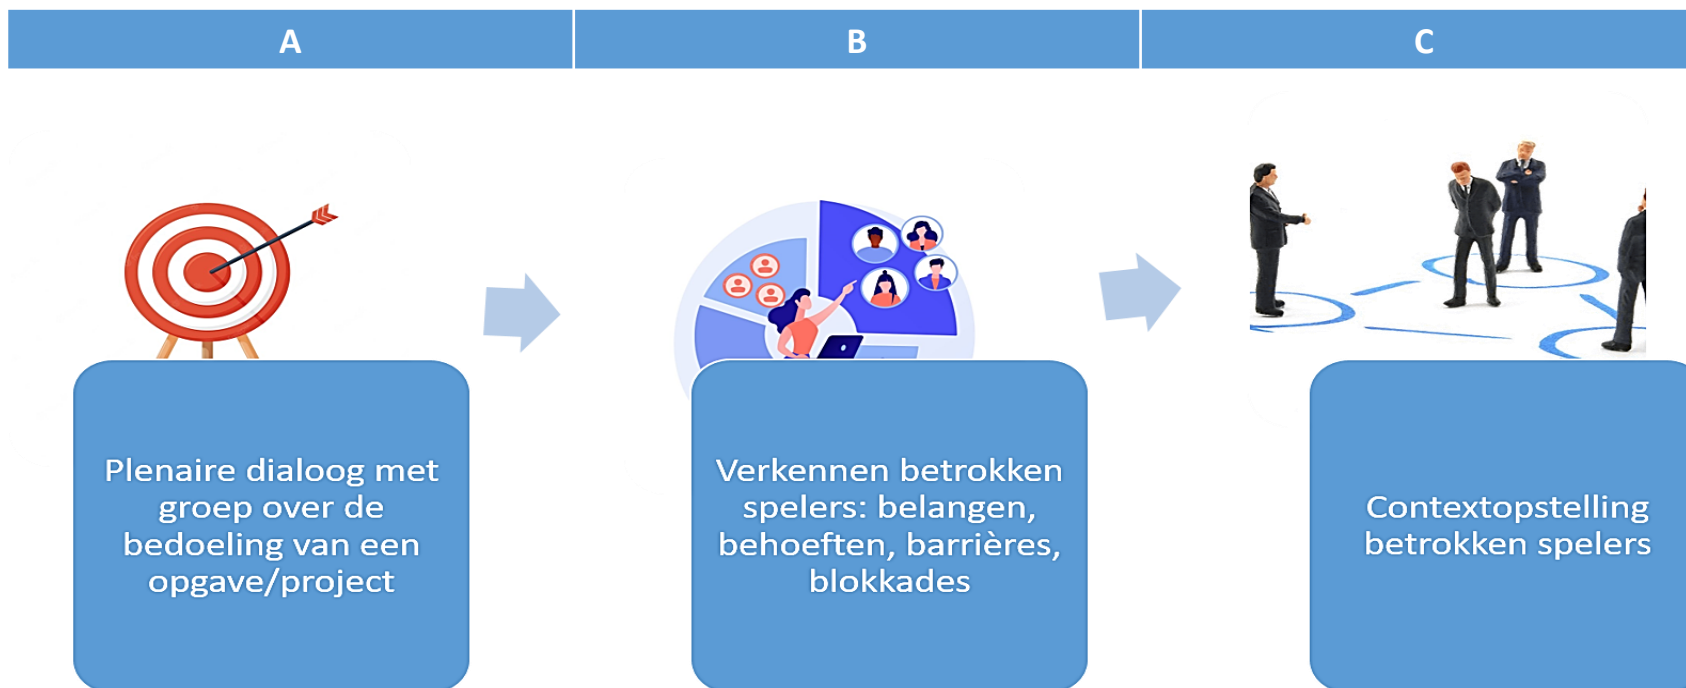 A
B
C
Plenaire dialoog met
groep over de
bedoeling van een
opgave/project
Verkennen betrokken
spelers: belangen,
behoeften, barrières,
blokkades
Contextopstelling
betrokken spelers